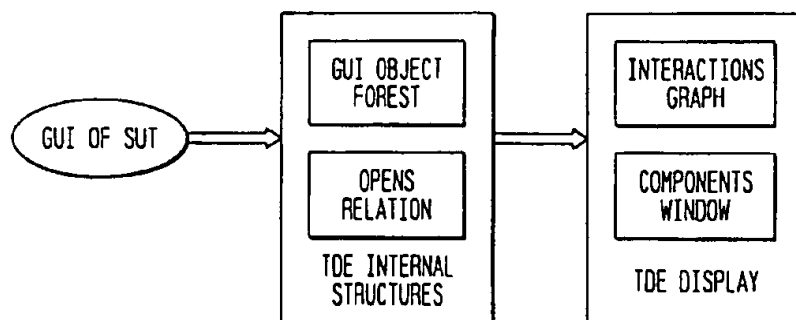 GUI OF SUT
GUI OBJECT
FOREST
OPENS
RELATION
TDE INTERNAL
STRUCTURES
INTERACTIONS
GRAPH
COMPONENTS
WINDOW
TDE DISPLAY